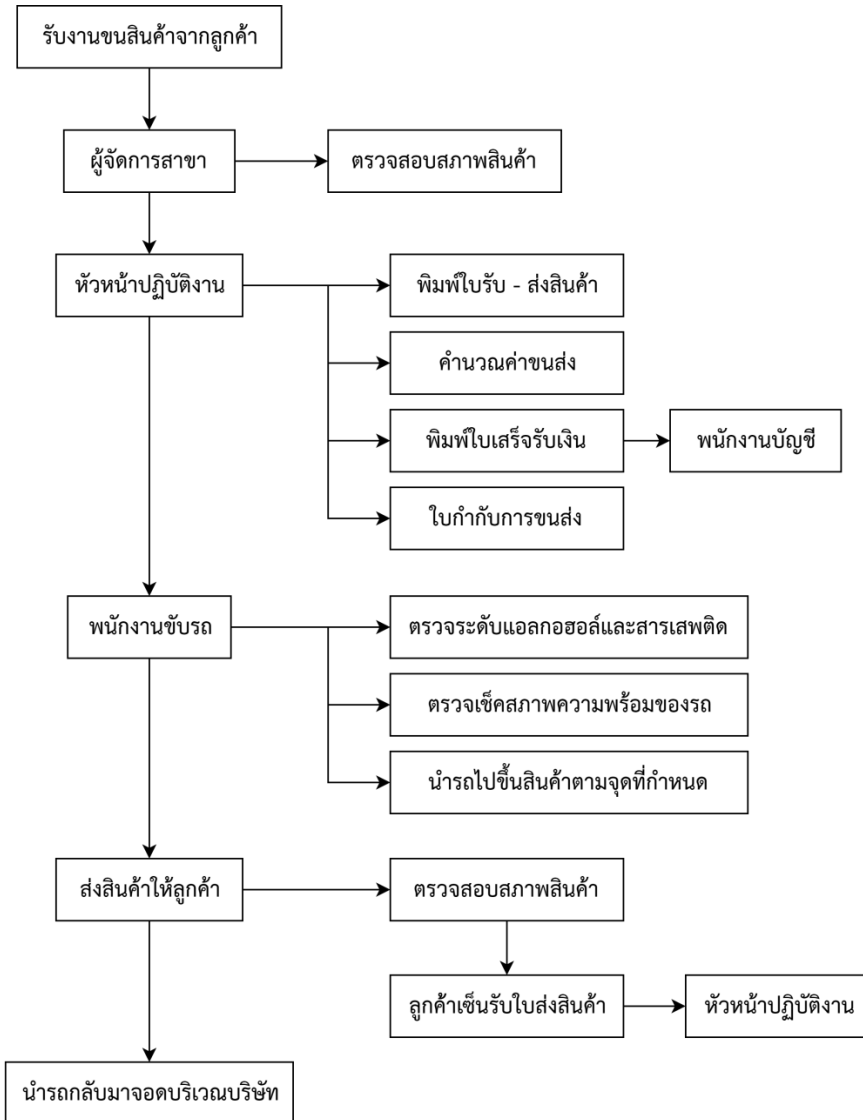 รับงานขนสินค้าจากลูกค้า
ผู้จัดการสาขา
ตรวจสอบสภาพสินค้า
หัวหน้าปฏิบัติงาน
พิมพ์ใบรับ - ส่งสินค้า
คำนวณค่าขนส่ง
พิมพ์ใบเสร็จรับเงิน
พนักงานบัญชี
ใบกำกับการขนส่ง
พนักงานขับรถ
ตรวจระดับแอลกอฮอล์และสารเสพติด
ตรวจเช็คสภาพความพร้อมของรถ
นำรถไปขึ้นสินค้าตามจุดที่กำหนด
ส่งสินค้าให้ลูกค้า
ตรวจสอบสภาพสินค้า
ลูกค้าเซ็นรับใบส่งสินค้า
หัวหน้าปฏิบัติงาน
นำรถกลับมาจอดบริเวณบริษัท